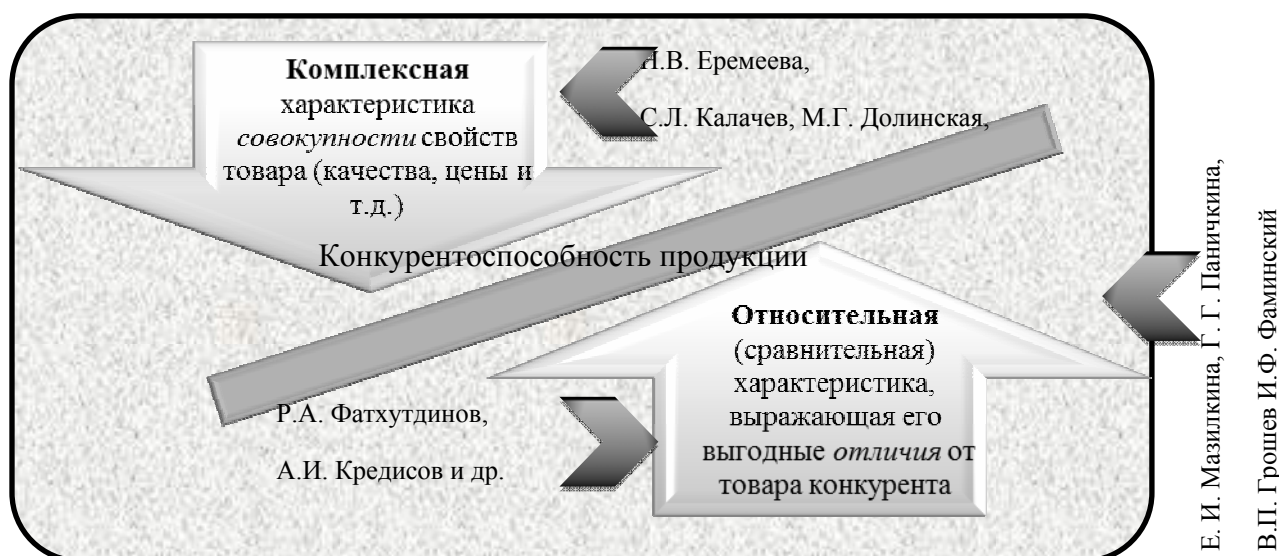 Комплексная
характеристика
совокупности свойств
товара (качества, цены и
т.д.)
Н.В. Еремеева,
С.Л. Калачев, М.Г. Долинская,
Конкурентоспособность продукции
Относительная
(сравнительная)
характеристика,
выражающая его
выгодные отличия от
товара конкурента
Р.А. Фатхутдинов,
А.И. Кредисов и др.
Е. И. Мазилкина, Г. Г. Паничкина,
В.П. Грошев И.Ф. Фаминский